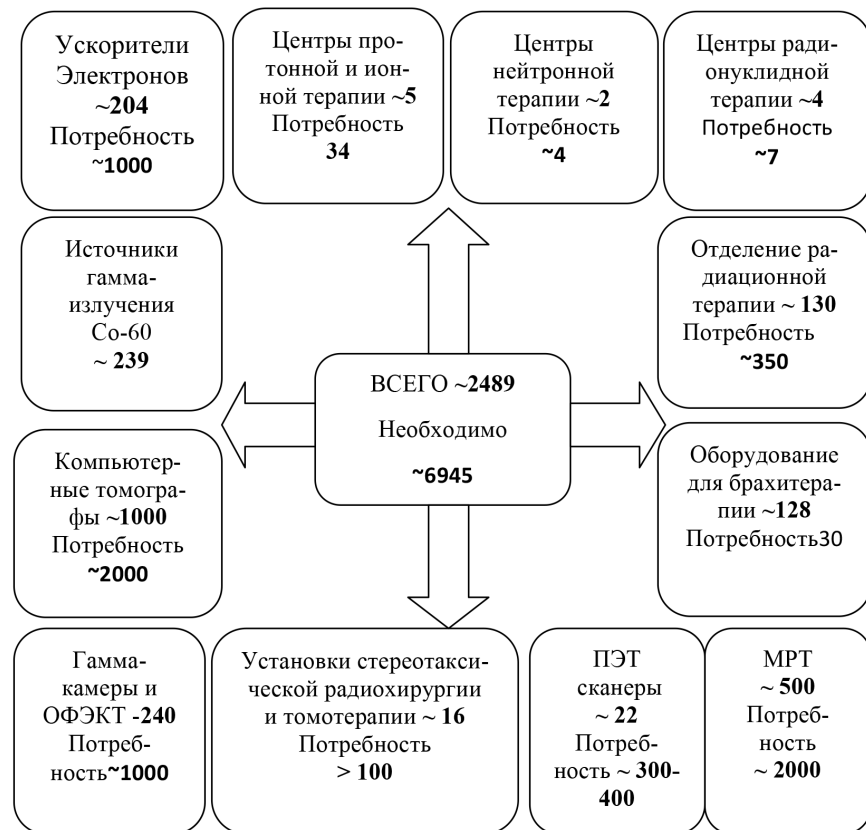 Ускорители
Электронов
~204
Потребность
~1000
Центры про-
тонной и ион-
ной терапии ~5
Потребность
34
Центры
нейтронной
терапии ~2
Потребность
~4
Центры ради-
онуклидной
терапии ~4
Потребность
~7
Источники
гамма-
излучения
Со-60
~ 239
Отделение ра-
диационной
терапии ~ 130
Потребность
~350
ВСЕГО ~2489
Необходимо
~6945
Компьютер-
ные томогра-
фы ~1000
Потребность
~2000
Оборудование
для брахитера-
пии ~128
Потребность30
Гамма-
камеры и
ОФЭКТ -240
Потреб-
ность~1000
Установки стереотакси-
ической радиохирургии
и томотерапии ~ 16
Потребность
> 100
ПЭТ
сканеры
~ 22
Потреб-
ность ~ 300-
400
МРТ
~ 500
Потреб-
ность
~ 2000